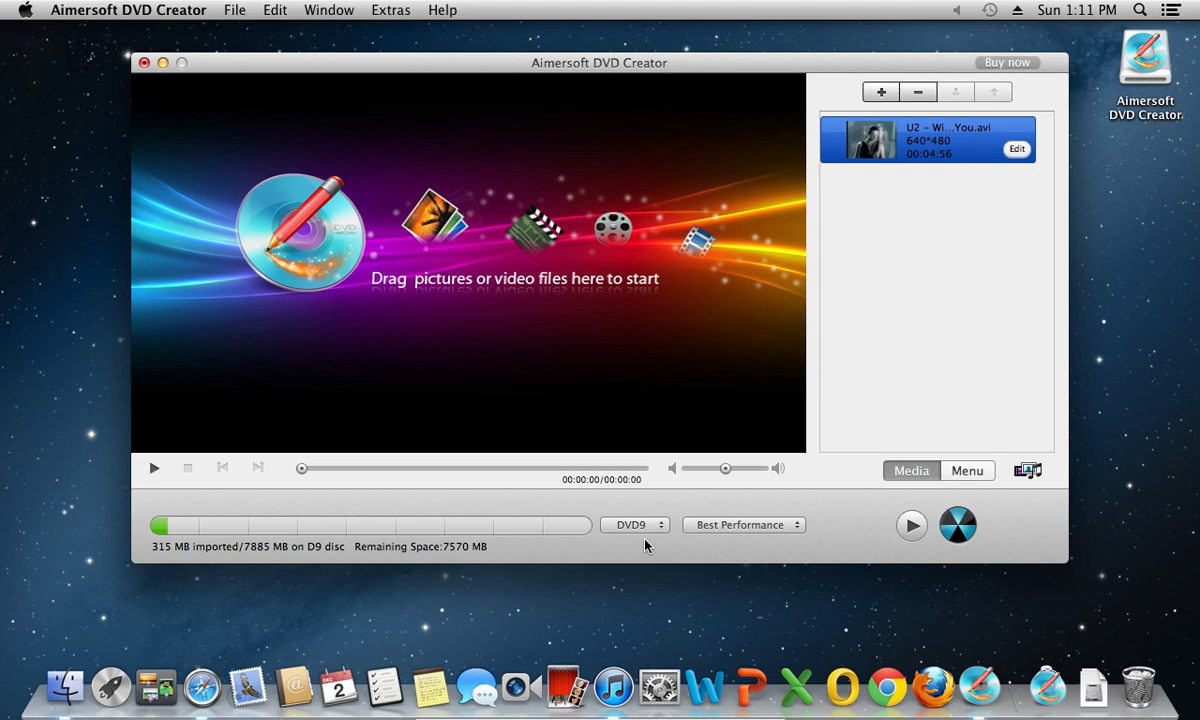 Aimersoft DVD Creator File Edit Window Extras Help Sun 1:11 PM
Aimersoft DVD Creator Buy now
Aimersoft
DVD Creator
U2 – Wi...You.avi
640*480
00:04:56
Edit
Drag pictures or video files here to start
00:00:00/00:00:00
Media Menu
DVD9 Best Performance
315 MB imported/7885 MB on D9 disc Remaining Space:7570 MB
DEC
2